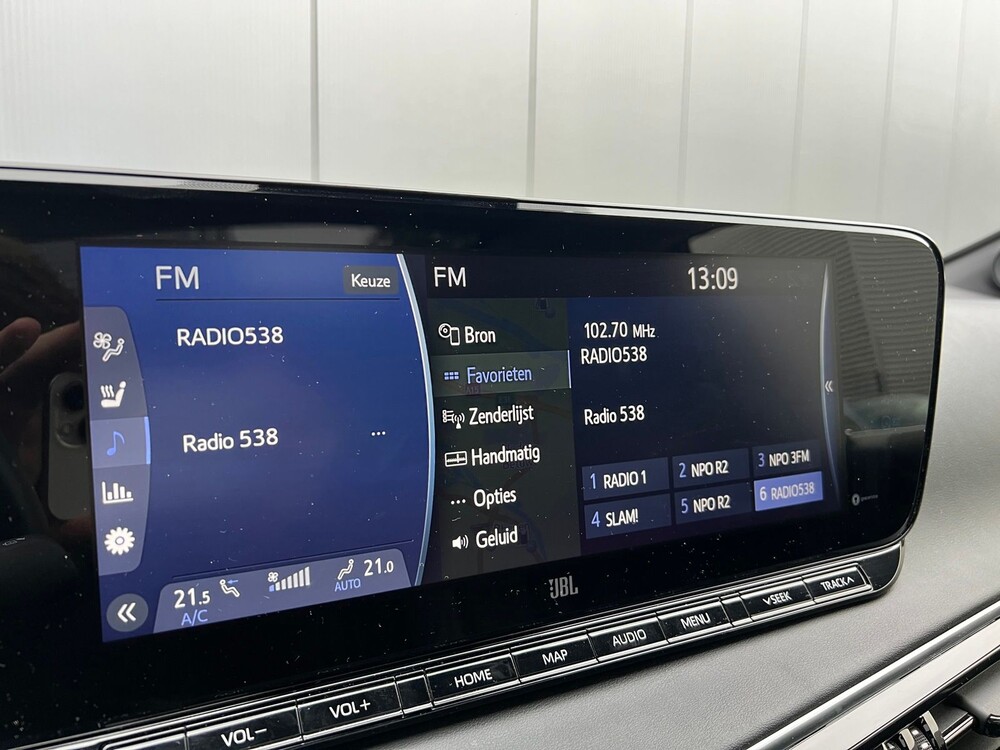 FM
Keuze
RADIO538
Radio 538
...
21.5
A/C
AUTO
21.0
FM
13:09
Bron
Favorieten
Zenderlijst
Handmatig
Opties
Geluid
102.70 MHz
RADIO538
Radio 538
1 RADIO 1
2 NPO R2
3 NPO 3FM
4 SLAM!
5 NPO R2
6 RADIO538
JBL
VOL-
VOL+
HOME
MAP
AUDIO
MENU
∨SEEK
TRACK∧